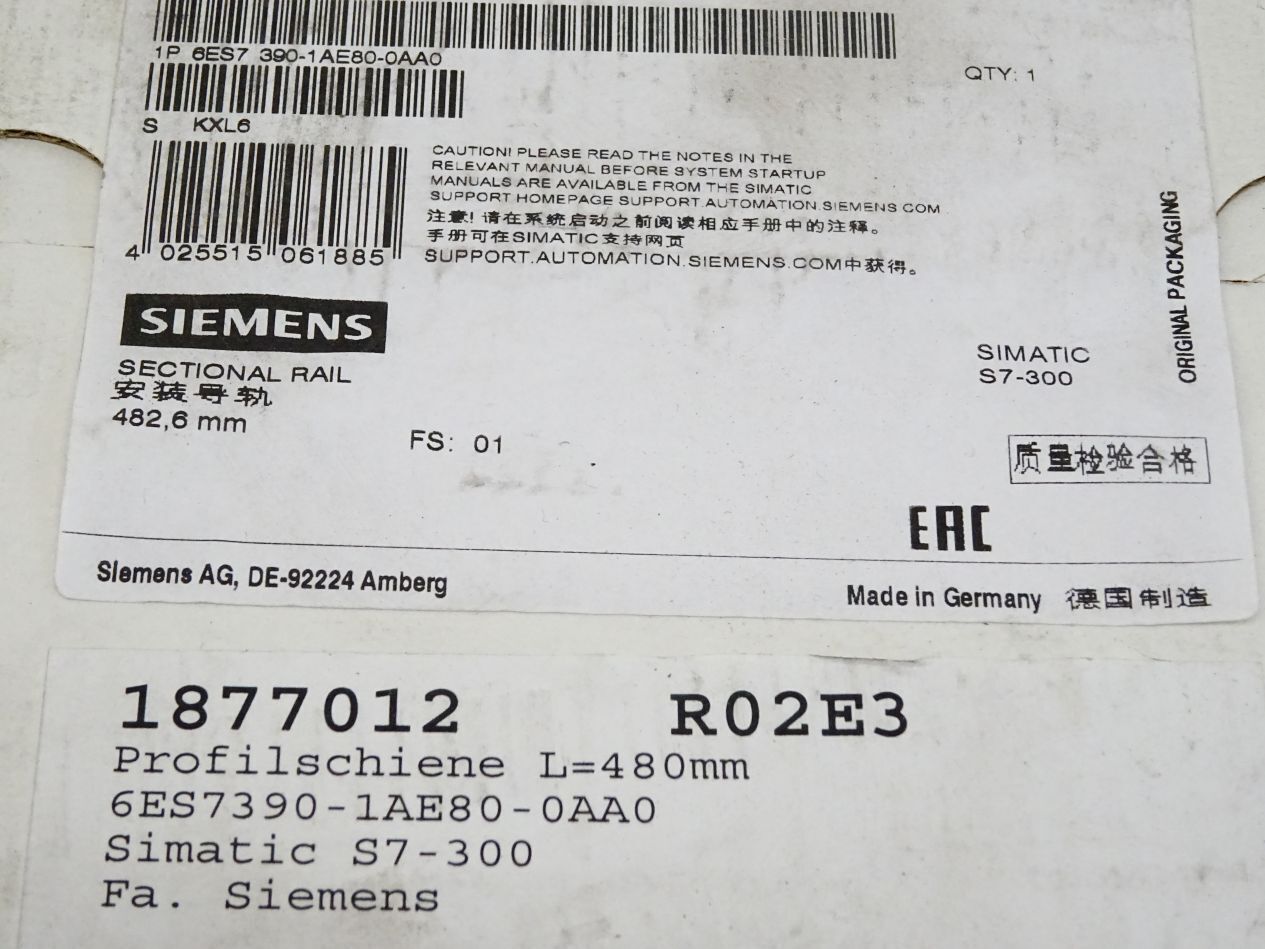 1P 6ES7 390-1AE80-0AA0
QTY: 1
S KXL6
CAUTION! PLEASE READ THE NOTES IN THE
RELEVANT MANUAL BEFORE SYSTEM STARTUP
MANUALS ARE AVAILABLE FROM THE SIMATIC
SUPPORT HOMEPAGE SUPPORT.AUTOMATION.SIEMENS COM
注意! 请在系统启动之前阅读相应手册中的注释。
手册可在SIMATIC支持网页
SUPPORT.AUTOMATION.SIEMENS.COM中获得。
4 025515 061885
ORIGINAL PACKAGING
SIEMENS
SECTIONAL RAIL
安装导轨
482,6 mm
SIMATIC
S7-300
FS: 01
质量检验合格
EAC
Siemens AG, DE-92224 Amberg
Made in Germany 德国制造
1877012 R02E3
Profilschiene L=480mm
6ES7390-1AE80-0AA0
Simatic S7-300
Fa. Siemens